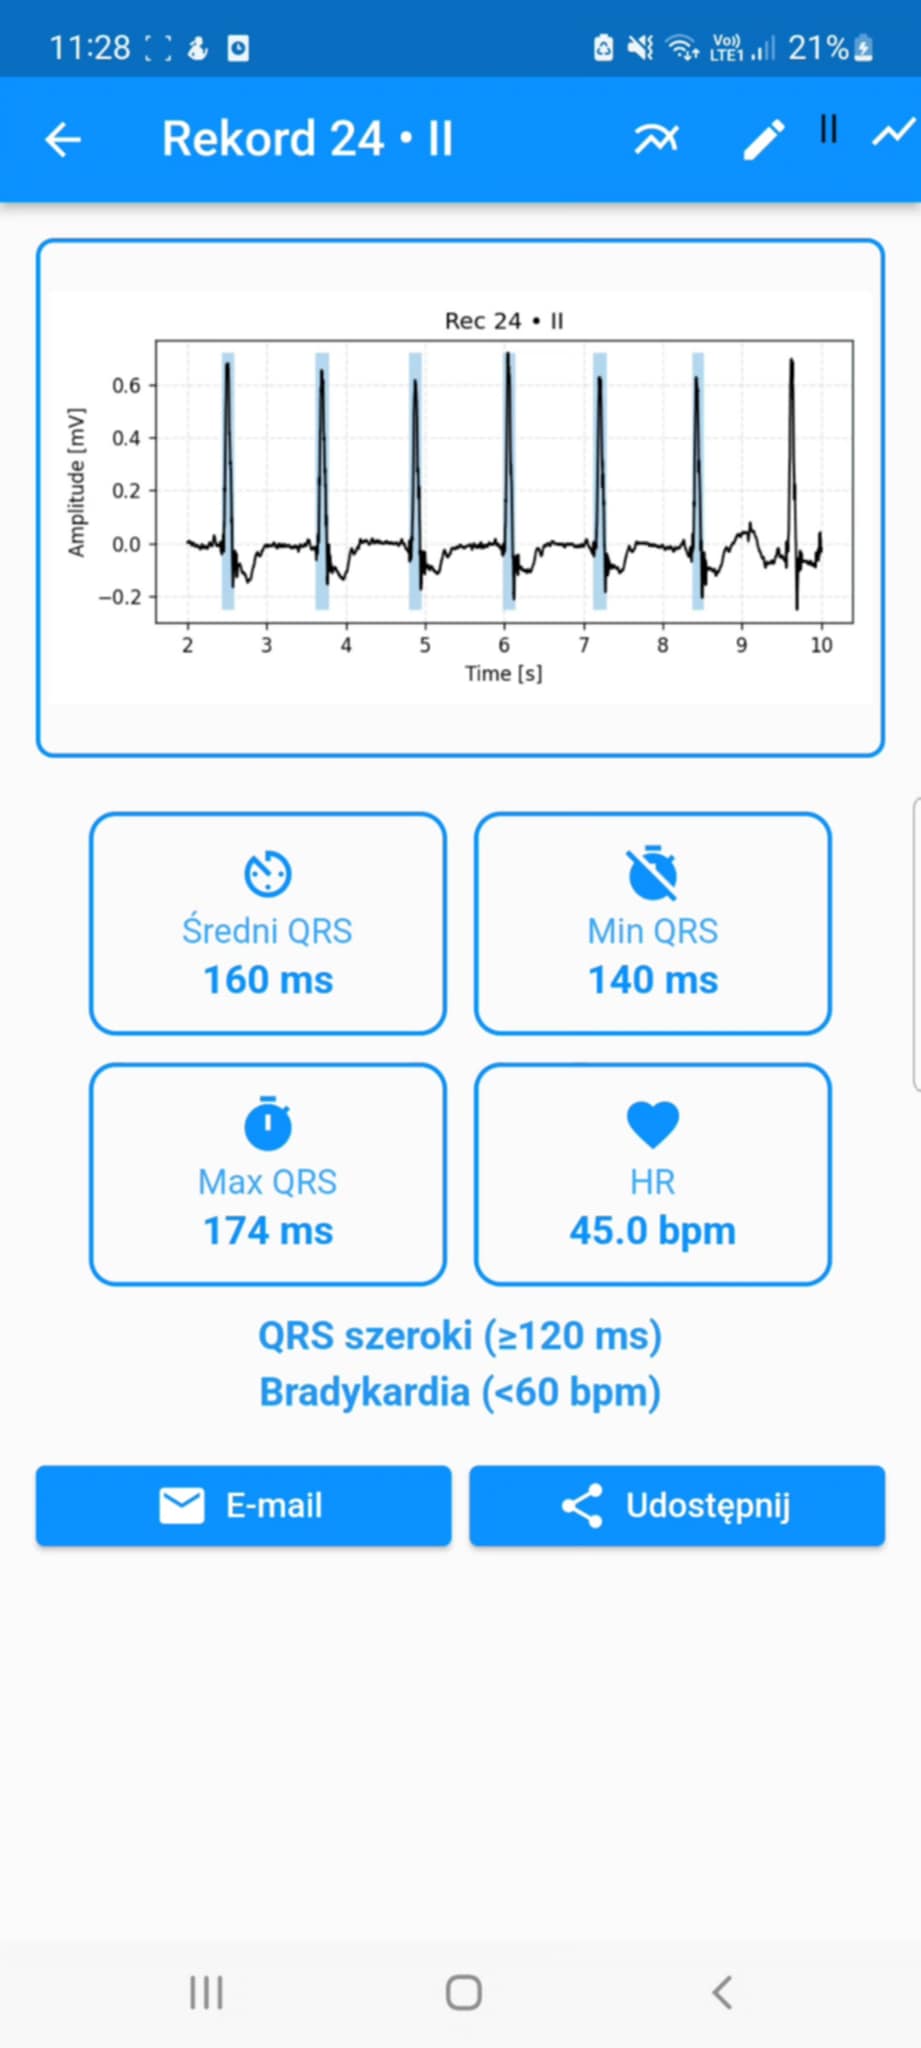 11:28 Vo)) LTE1 21%
Rekord 24 • II II
Rec 24 • II
Amplitude [mV]
0.6
0.4
0.2
0.0
−0.2
2 3 4 5 6 7 8 9 10
Time [s]
Średni QRS
160 ms
Min QRS
140 ms
Max QRS
174 ms
HR
45.0 bpm
QRS szeroki (≥120 ms)
Bradykardia (<60 bpm)
E-mail
Udostępnij